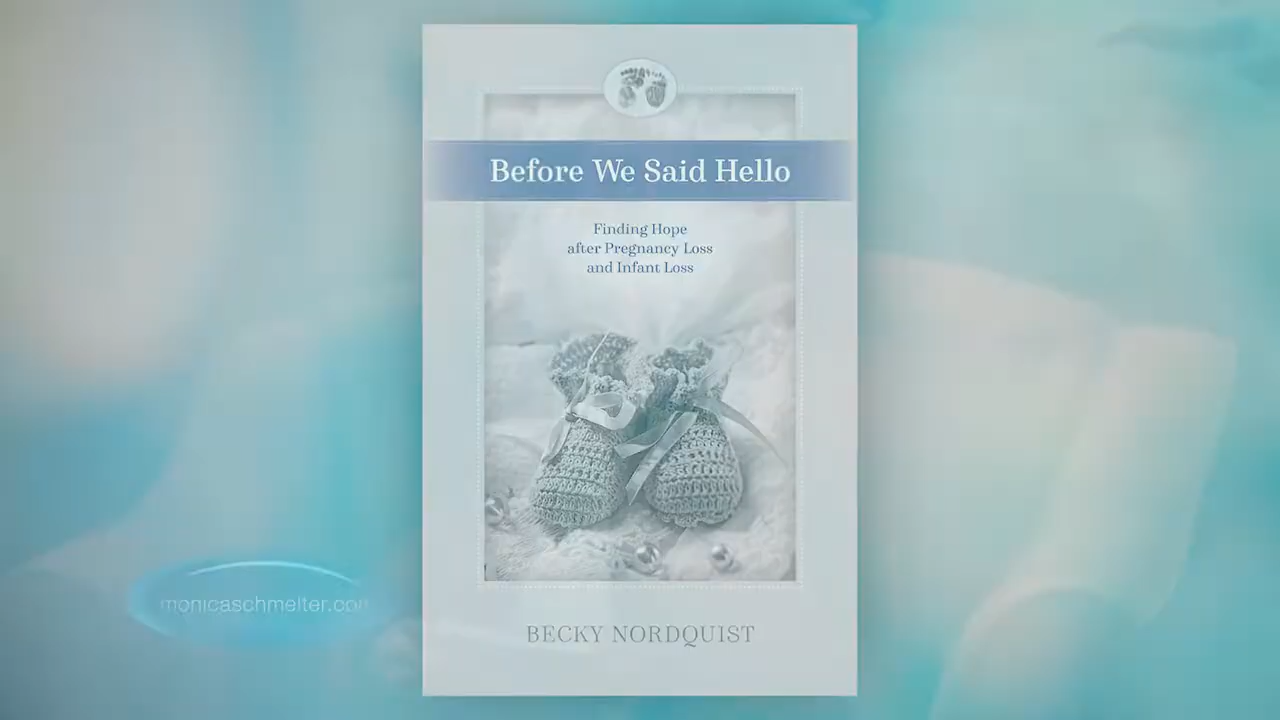 Before We Said Hello
Finding Hope
after Pregnancy Loss
and Infant Loss
monicaschmelter.com
BECKY NORDQUIST